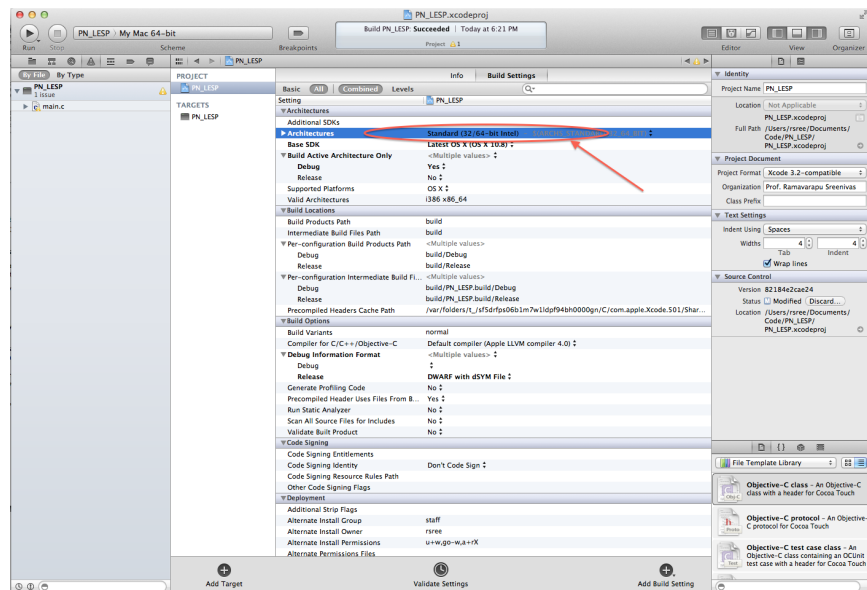 PN_LESP.xcodeproj
Run Stop
PN_LESP My Mac 64-bit
Scheme
Breakpoints
Build PN_LESP: Succeeded | Today at 6:21 PM
Project 1
Editor View Organizer
PN_LESP
By File By Type
PN_LESP
1 issue
main.c
PROJECT
PN_LESP
TARGETS
PN_LESP
Info Build Settings
Basic All Combined Levels
Setting PN_LESP
Architectures
Additional SDKs
Architectures Standard (32/64-bit Intel)
Base SDK Latest OS X (OS X 10.8)
Build Active Architecture Only <Multiple values>
Debug Yes
Release No
Supported Platforms OS X
Valid Architectures i386 x86_64
Build Locations
Build Products Path build
Intermediate Build Files Path build
Per-configuration Build Products Path <Multiple values>
Debug build/Debug
Release build/Release
Per-configuration Intermediate Build Fi... <Multiple values>
Debug build/PN_LESP.build/Debug
Release build/PN_LESP.build/Release
Precompiled Headers Cache Path /var/folders/t_/sf5drfps06b1m7w1ldpf94bh0000gn/C/com.apple.Xcode.501/Shar...
Build Options
Build Variants normal
Compiler for C/C++/Objective-C Default compiler (Apple LLVM compiler 4.0)
Debug Information Format <Multiple values>
Debug
Release DWARF with dSYM File
Generate Profiling Code No
Precompiled Header Uses Files From B... Yes
Run Static Analyzer No
Scan All Source Files for Includes No
Validate Built Product No
Code Signing
Code Signing Entitlements
Code Signing Identity Don't Code Sign
Code Signing Resource Rules Path
Other Code Signing Flags
Deployment
Additional Strip Flags
Alternate Install Group staff
Alternate Install Owner rsree
Alternate Install Permissions u+w,go-w,a+rX
Alternate Permissions Files
Add Target Validate Settings Add Build Setting
Identity
Project Name PN_LESP
Location Not Applicable
PN_LESP.xcodeproj
Full Path /Users/rsree/Documents/
Code/PN_LESP/
PN_LESP.xcodeproj
Project Document
Project Format Xcode 3.2-compatible
Organization Prof. Ramavarapu Sreenivas
Class Prefix
Text Settings
Indent Using Spaces
Widths 4 4
Tab Indent
Wrap lines
Source Control
Version 82184e2cae24
Status Modified Discard...
Location /Users/rsree/Documents/
Code/PN_LESP/
PN_LESP.xcodeproj
File Template Library
Objective-C class - An Objective-C
class with a header for Cocoa Touch
Objective-C protocol - An Objective-
C protocol for Cocoa Touch
Objective-C test case class - An
Objective-C class containing an OCUnit
test case with a header for Cocoa Touch
Obj-C
Proto
Test